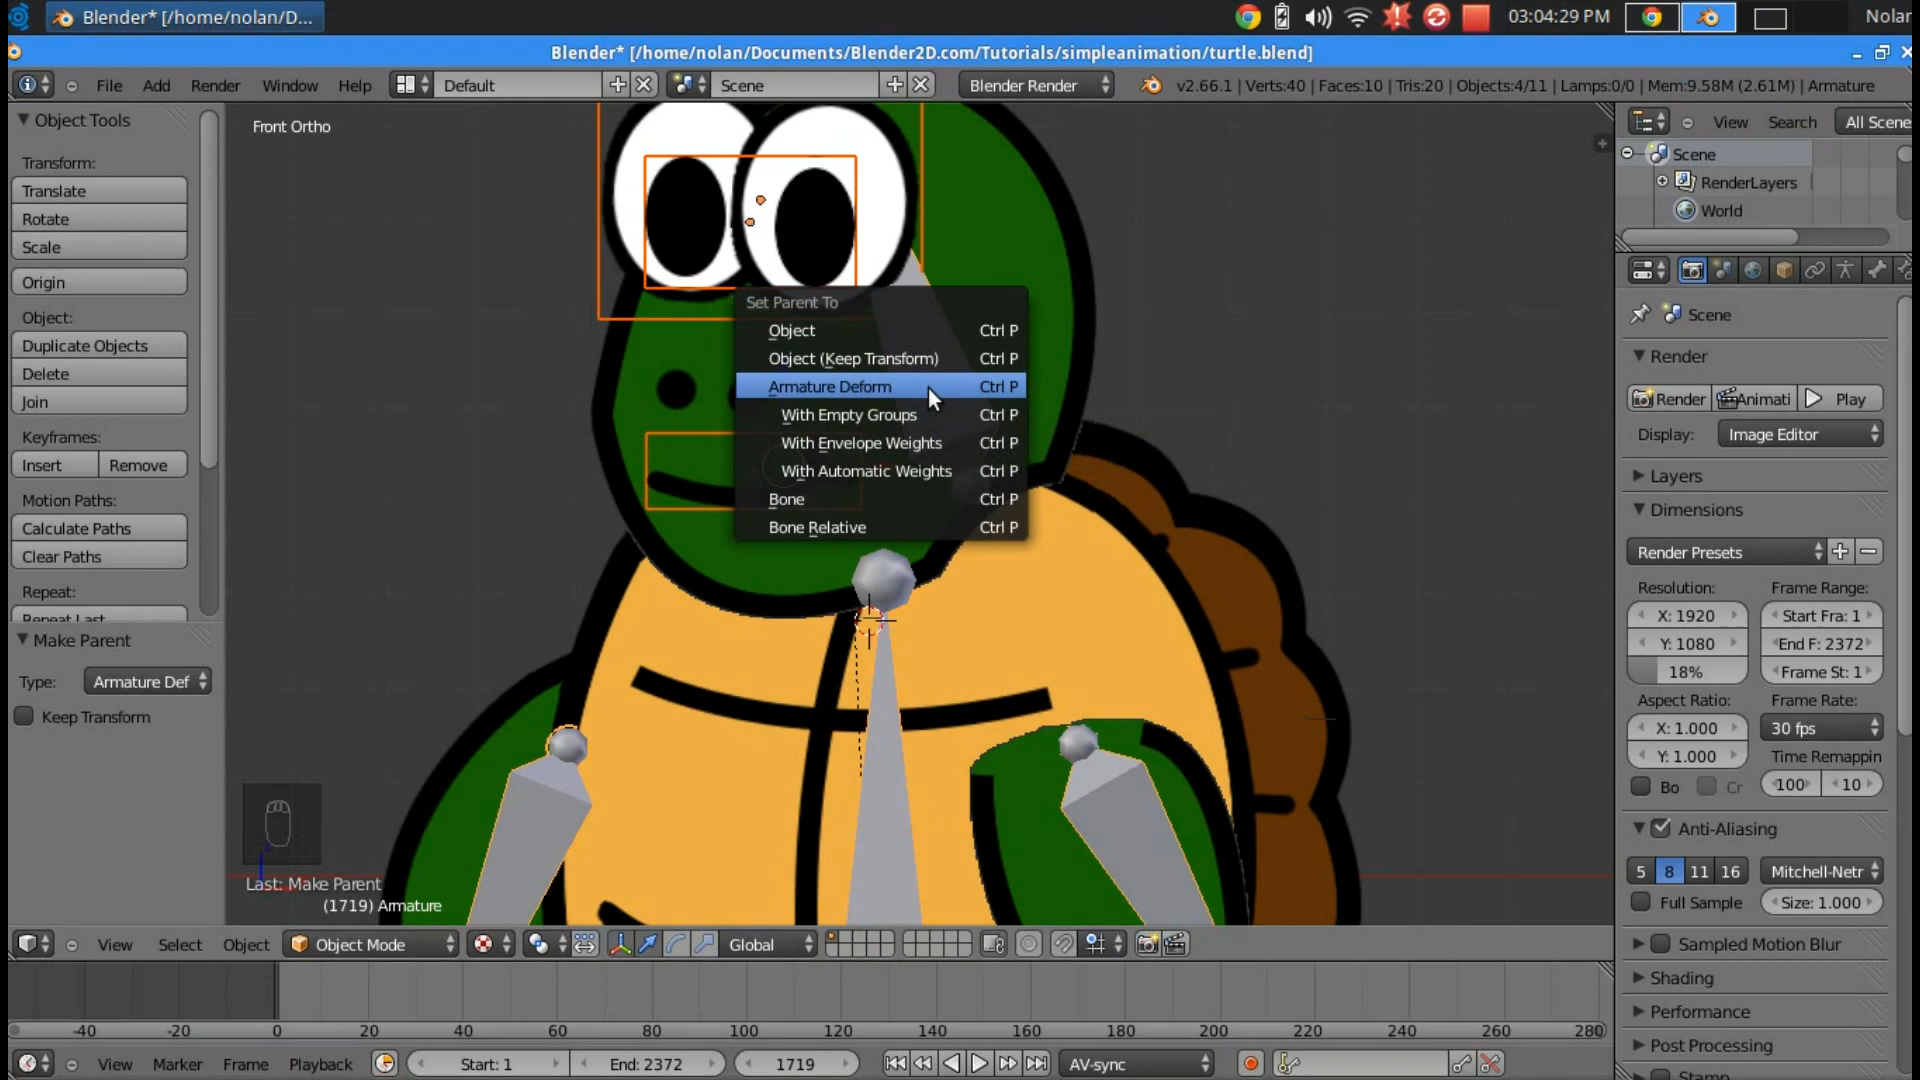 Blender* [/home/nolan/D...
03:04:29 PM
Nolan
Blender* [/home/nolan/Documents/Blender2D.com/Tutorials/simpleanimation/turtle.blend]
File Add Render Window Help
Default
Scene
Blender Render
v2.66.1 | Verts:40 | Faces:10 | Tris:20 | Objects:4/11 | Lamps:0/0 | Mem:9.58M (2.61M) | Armature
Object Tools
Transform:
Translate
Rotate
Scale
Origin
Object:
Duplicate Objects
Delete
Join
Keyframes:
Insert Remove
Motion Paths:
Calculate Paths
Clear Paths
Repeat:
Repeat Last
Make Parent
Type: Armature Def
Keep Transform
Front Ortho
Set Parent To
Object Ctrl P
Object (Keep Transform) Ctrl P
Armature Deform Ctrl P
With Empty Groups Ctrl P
With Envelope Weights Ctrl P
With Automatic Weights Ctrl P
Bone Ctrl P
Bone Relative Ctrl P
Last: Make Parent
(1719) Armature
View Search All Scene
Scene
RenderLayers
World
Scene
Render
Render Animati Play
Display: Image Editor
Layers
Dimensions
Render Presets
Resolution: Frame Range:
X: 1920 Start Fra: 1
Y: 1080 End F: 2372
18% Frame St: 1
Aspect Ratio: Frame Rate:
X: 1.000 30 fps
Y: 1.000 Time Remappin
Bo Cr 100 10
Anti-Aliasing
5 8 11 16 Mitchell-Netr
Full Sample Size: 1.000
Sampled Motion Blur
Shading
Performance
Post Processing
Stamp
View Select Object Object Mode Global
-40 -20 0 20 40 60 80 100 120 140 160 180 200 220 240 260 280
View Marker Frame Playback Start: 1 End: 2372 1719 AV-sync